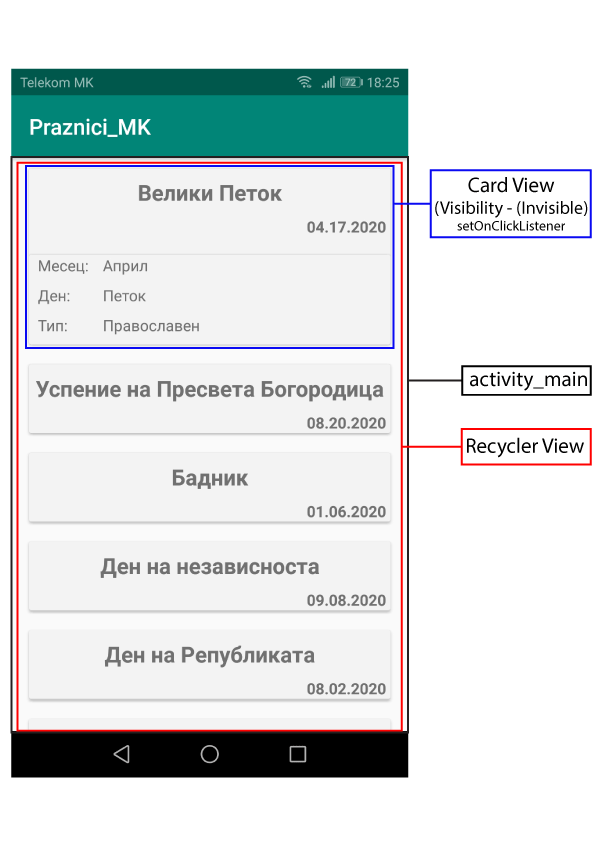 Telekom MK 72 18:25
Praznici_MK
Велики Петок
04.17.2020
Месец: Април
Ден: Петок
Тип: Православен
Успение на Пресвета Богородица
08.20.2020
Бадник
01.06.2020
Ден на независноста
09.08.2020
Ден на Републиката
08.02.2020
Card View
(Visibility - (Invisible)
setOnClickListener
activity_main
Recycler View